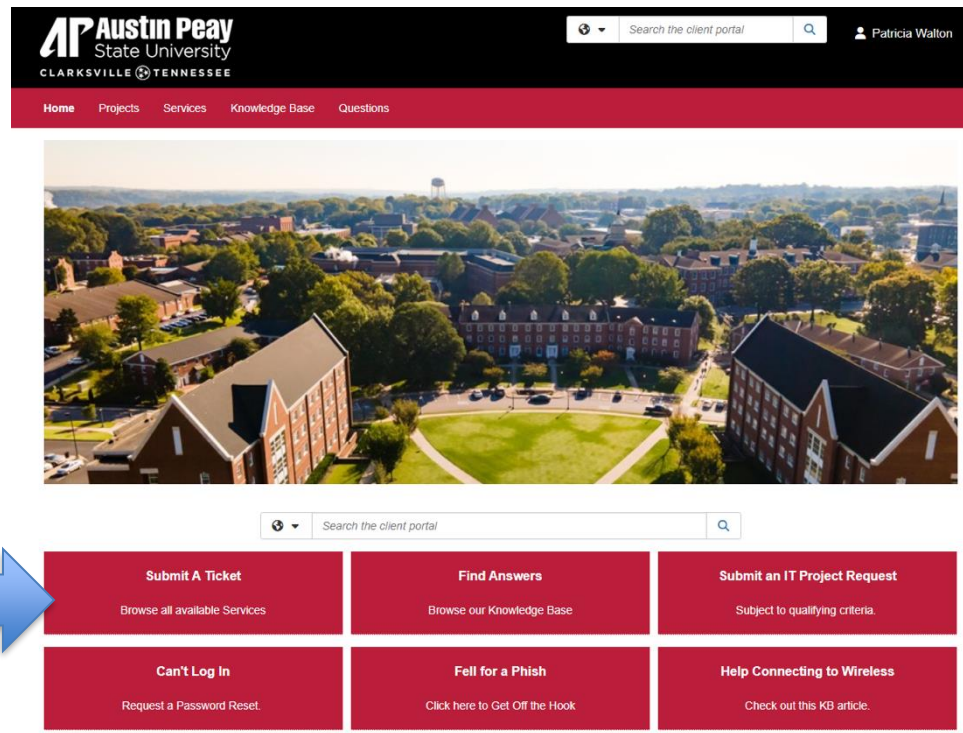 AP Austin Peay
State University
CLARKSVILLE TENNESSEE
Search the client portal
Patricia Walton
Home Projects Services Knowledge Base Questions
Search the client portal
Submit A Ticket
Browse all available Services
Find Answers
Browse our Knowledge Base
Submit an IT Project Request
Subject to qualifying criteria.
Can't Log In
Request a Password Reset.
Fell for a Phish
Click here to Get Off the Hook
Help Connecting to Wireless
Check out this KB article.